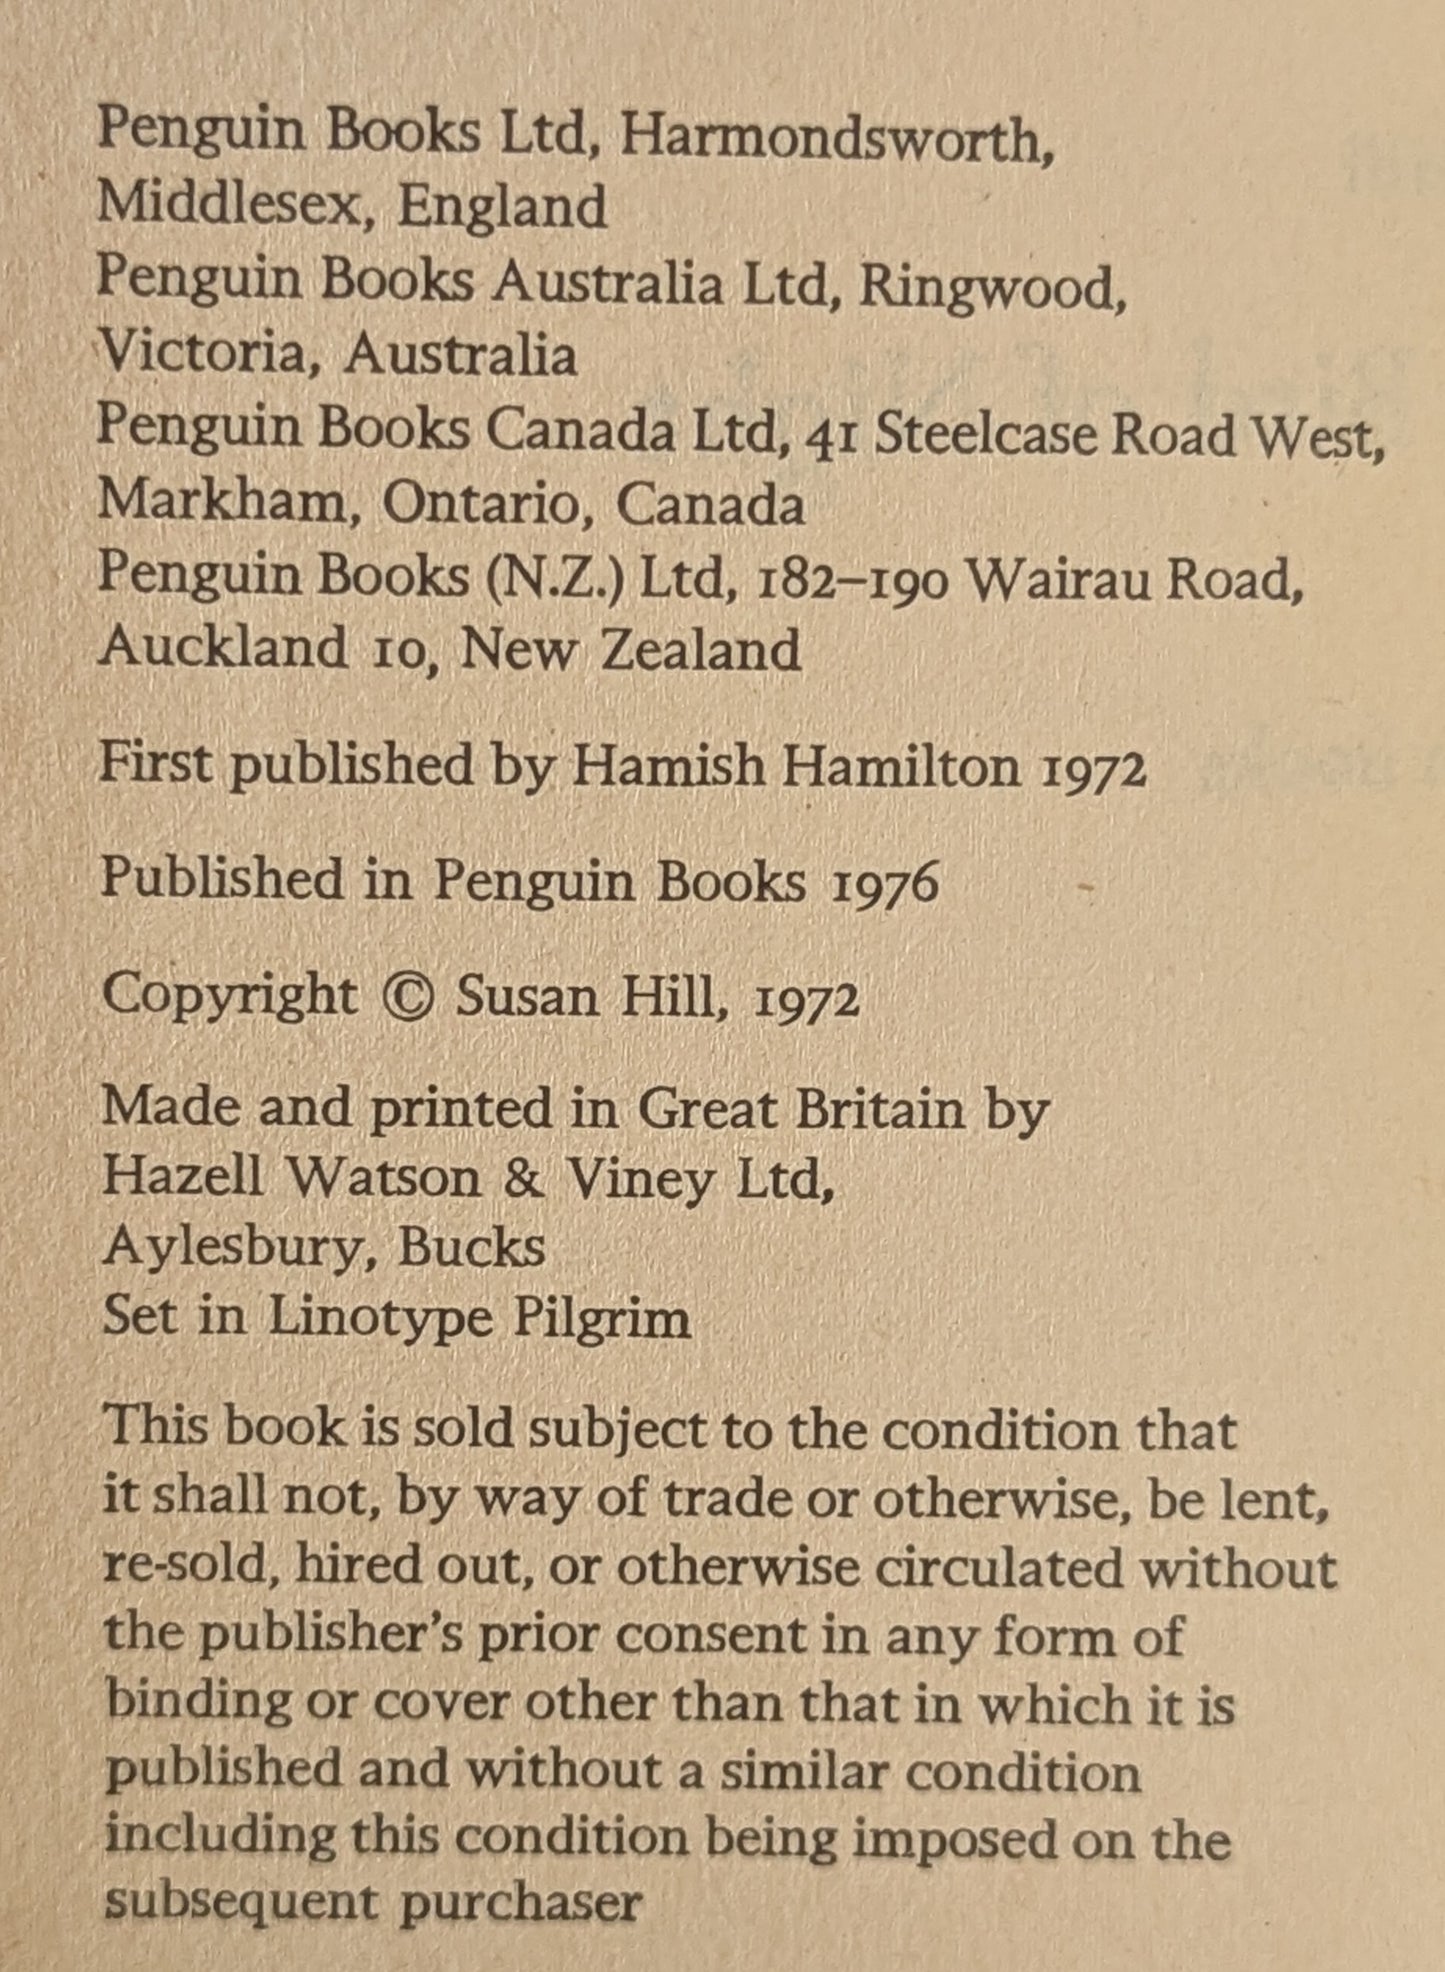 Penguin Books Ltd, Harmondsworth,
Middlesex, England
Penguin Books Australia Ltd, Ringwood,
Victoria, Australia
Penguin Books Canada Ltd, 41 Steelcase Road West,
Markham, Ontario, Canada
Penguin Books (N.Z.) Ltd, 182–190 Wairau Road,
Auckland 10, New Zealand
First published by Hamish Hamilton 1972
Published in Penguin Books 1976
Copyright © Susan Hill, 1972
Made and printed in Great Britain by
Hazell Watson & Viney Ltd,
Aylesbury, Bucks
Set in Linotype Pilgrim
This book is sold subject to the condition that
it shall not, by way of trade or otherwise, be lent,
re-sold, hired out, or otherwise circulated without
the publisher's prior consent in any form of
binding or cover other than that in which it is
published and without a similar condition
including this condition being imposed on the
subsequent purchaser